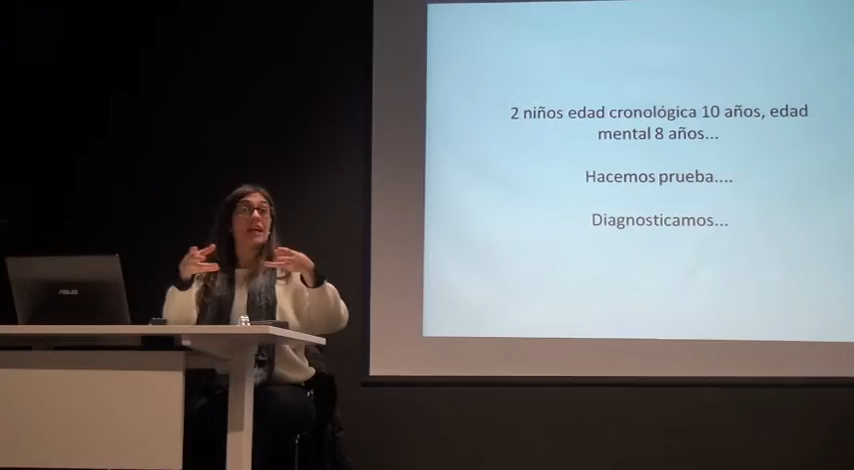 2 niños edad cronológica 10 años, edad
mental 8 años...
Hacemos prueba....
Diagnosticamos...
ASUS